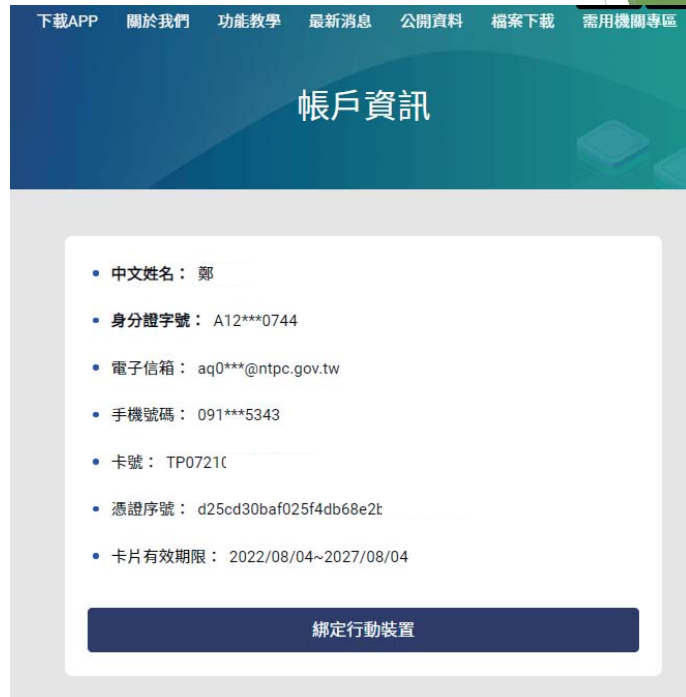 下載APP 關於我們 功能教學 最新消息 公開資料 檔案下載 需用機關專區
帳戶資訊
中文姓名： 鄭
身分證字號： A12***0744
電子信箱： aq0***@ntpc.gov.tw
手機號碼： 091***5343
卡號： TP07210
憑證序號： d25cd30baf025f4db68e2b
卡片有效期限： 2022/08/04~2027/08/04
綁定行動裝置